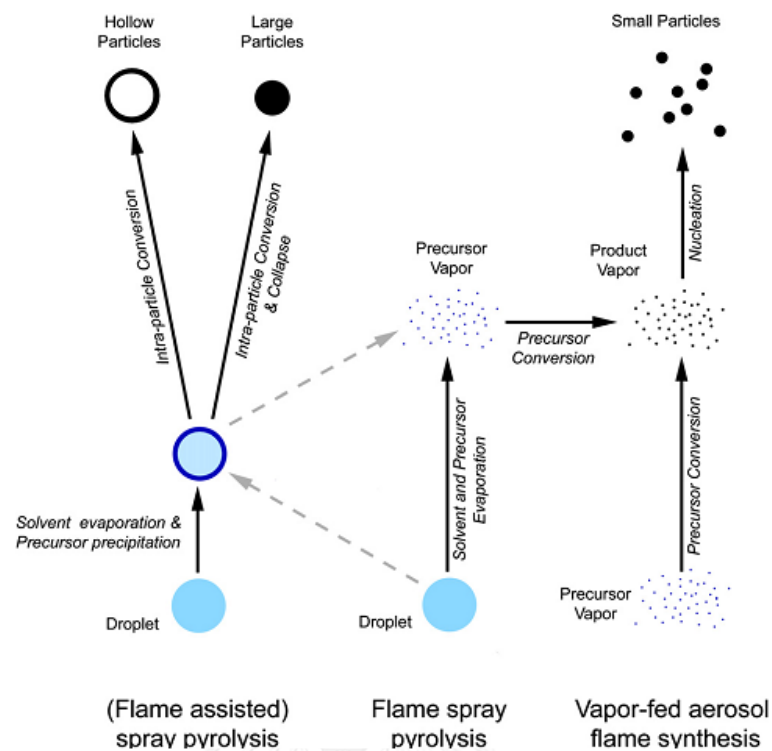 Hollow
Particles
Large
Particles
Small Particles
Intra-particle Conversion
Intra-particle Conversion
& Collapse
Nucleation
Precursor
Vapor
Product
Vapor
Precursor
Conversion
Solvent evaporation &
Precursor precipitation
Solvent and Precursor
Evaporation
Precursor Conversion
Droplet
Droplet
Precursor
Vapor
(Flame assisted)
spray pyrolysis
Flame spray
pyrolysis
Vapor-fed aerosol
flame synthesis